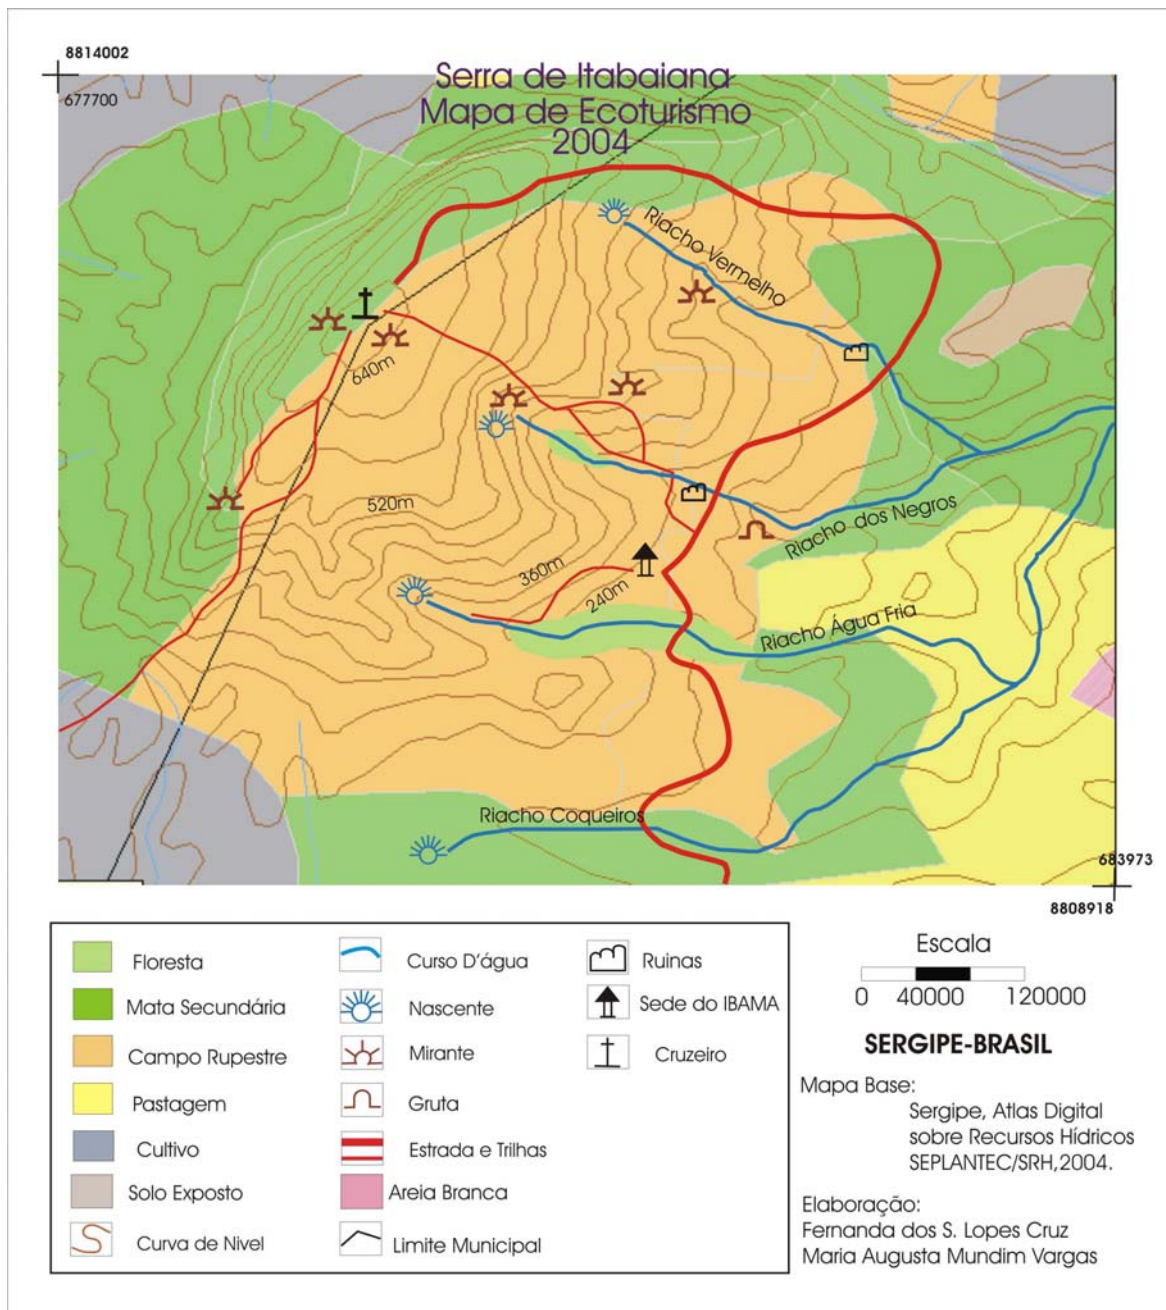 8814002
677700
Serra de Itabaiana
Mapa de Ecoturismo
2004
Riacho Vermelho
640m
520m
Riacho dos Negros
360m
240m
Riacho Água Fria
Riacho Coqueiros
683973
8808918
Floresta
Mata Secundária
Campo Rupestre
Pastagem
Cultivo
Solo Exposto
Curva de Nivel
Curso D'água
Nascente
Mirante
Gruta
Estrada e Trilhas
Areia Branca
Limite Municipal
Ruinas
Sede do IBAMA
Cruzeiro
Escala
0 40000 120000
SERGIPE-BRASIL
Mapa Base:
Sergipe, Atlas Digital
sobre Recursos Hídricos
SEPLANTEC/SRH,2004.
Elaboração:
Fernanda dos S. Lopes Cruz
Maria Augusta Mundim Vargas